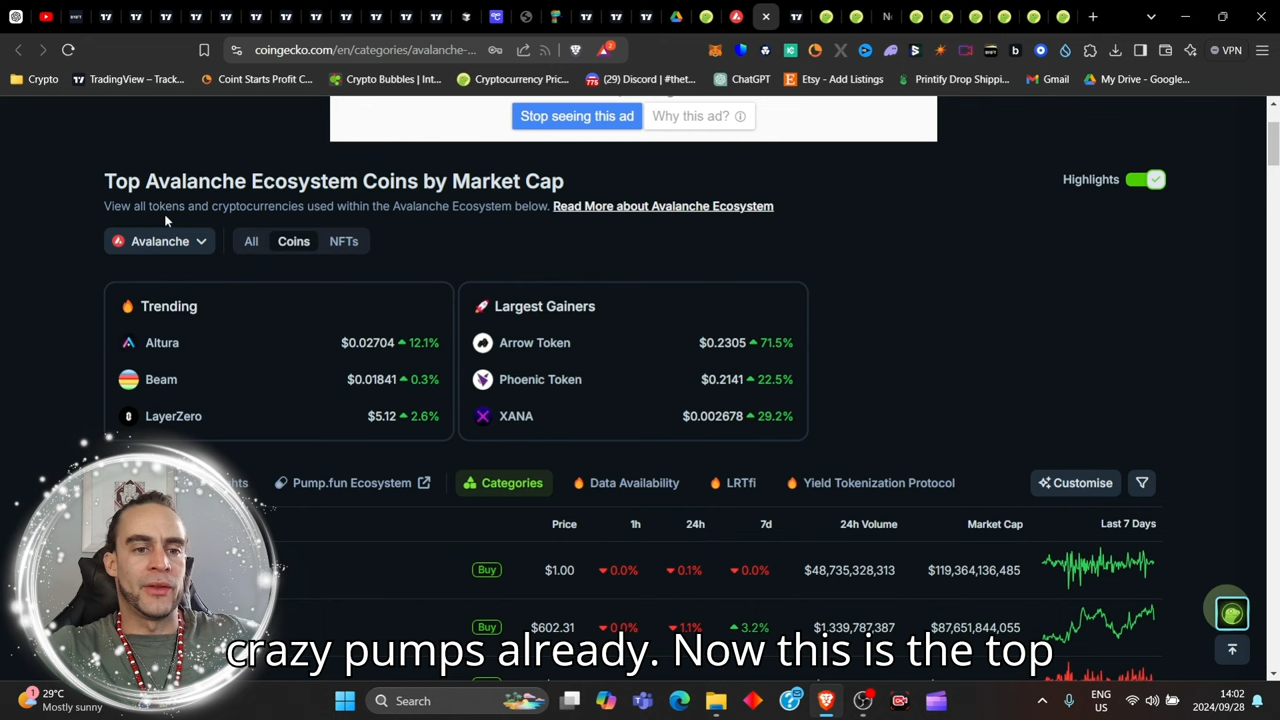 coingecko.com/en/categories/avalanche-...
2
VPN
Crypto
TradingView – Track...
Coint Starts Profit C...
Crypto Bubbles | Int...
Cryptocurrency Pric...
(29) Discord | #thet...
ChatGPT
Etsy - Add Listings
Printify Drop Shippi...
Gmail
My Drive - Google...
Stop seeing this ad
Why this ad?
Top Avalanche Ecosystem Coins by Market Cap
Highlights
View all tokens and cryptocurrencies used within the Avalanche Ecosystem below. Read More about Avalanche Ecosystem
Avalanche
All
Coins
NFTs
Trending
Altura $0.02704 12.1%
Beam $0.01841 0.3%
LayerZero $5.12 2.6%
Largest Gainers
Arrow Token $0.2305 71.5%
Phoenic Token $0.2141 22.5%
XANA $0.002678 29.2%
Pump.fun Ecosystem
Categories
Data Availability
LRTfi
Yield Tokenization Protocol
Customise
Price 1h 24h 7d 24h Volume Market Cap Last 7 Days
Buy $1.00 0.0% 0.1% 0.0% $48,735,328,313 $119,364,136,485
Buy $602.31 0.0% 1.1% 3.2% $1,339,787,387 $87,651,844,055
crazy pumps already. Now this is the top
1
29°C
Mostly sunny
Search
ENG
US
14:02
2024/09/28